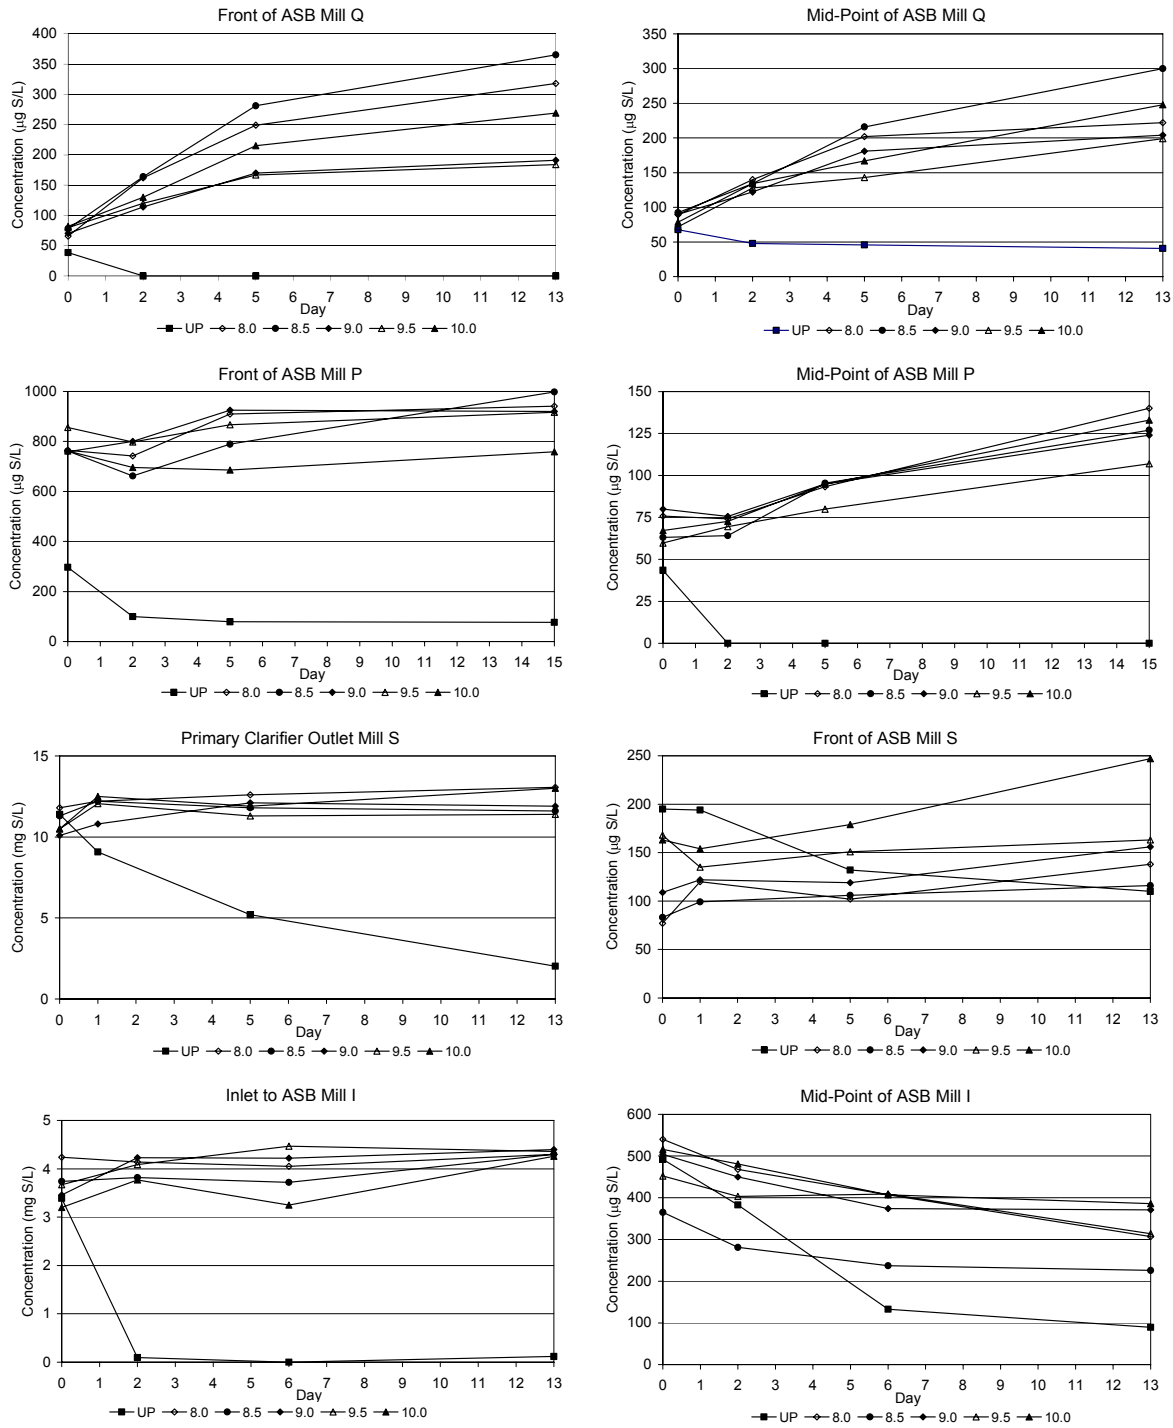 Front of ASB Mill Q
Concentration (µg S/L)
400
350
300
250
200
150
100
50
0
0 1 2 3 4 5 6 7 8 9 10 11 12 13
Day
UP 8.0 8.5 9.0 9.5 10.0
Mid-Point of ASB Mill Q
Concentration (µg S/L)
350
300
250
200
150
100
50
0
0 1 2 3 4 5 6 7 8 9 10 11 12 13
Day
UP 8.0 8.5 9.0 9.5 10.0
Front of ASB Mill P
Concentration (µg S/L)
1000
800
600
400
200
0
0 1 2 3 4 5 6 7 8 9 10 11 12 13 14 15
Day
UP 8.0 8.5 9.0 9.5 10.0
Mid-Point of ASB Mill P
Concentration (µg S/L)
150
125
100
75
50
25
0
0 1 2 3 4 5 6 7 8 9 10 11 12 13 14 15
Day
UP 8.0 8.5 9.0 9.5 10.0
Primary Clarifier Outlet Mill S
Concentration (mg S/L)
15
10
5
0
0 1 2 3 4 5 6 7 8 9 10 11 12 13
Day
UP 8.0 8.5 9.0 9.5 10.0
Front of ASB Mill S
Concentration (µg S/L)
250
200
150
100
50
0
0 1 2 3 4 5 6 7 8 9 10 11 12 13
Day
UP 8.0 8.5 9.0 9.5 10.0
Inlet to ASB Mill I
Concentration (mg S/L)
5
4
3
2
1
0
0 1 2 3 4 5 6 7 8 9 10 11 12 13
Day
UP 8.0 8.5 9.0 9.5 10.0
Mid-Point of ASB Mill I
Concentration (µg S/L)
600
500
400
300
200
100
0
0 1 2 3 4 5 6 7 8 9 10 11 12 13
Day
UP 8.0 8.5 9.0 9.5 10.0